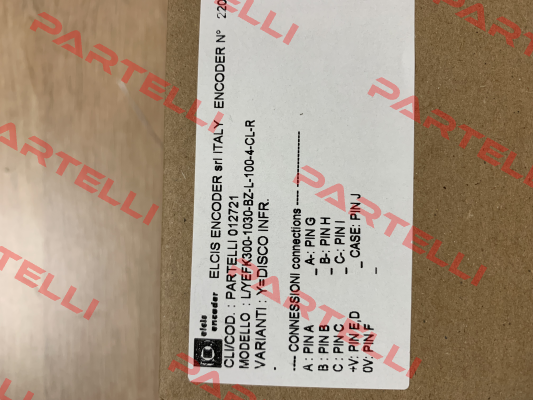 elcis
encoder
ELCIS ENCODER srl ITALY ENCODER N° 220
CLI/COD. : PARTELLI 012721
MODELLO : L/YEFK300-1030-BZ-L-100-4-CL-R
VARIANTI : Y=DISCO INFR.
-
---- CONNESSIONI connections ---- --------------
A : PIN A _ A-: PIN G
B : PIN B _ B-: PIN H
C : PIN C _ C-: PIN I
+V: PIN E,D _ CASE: PIN J
0V: PIN F _
PARTELLI
PARTELLI
PARTELLI
PARTELLI
PARTELLI